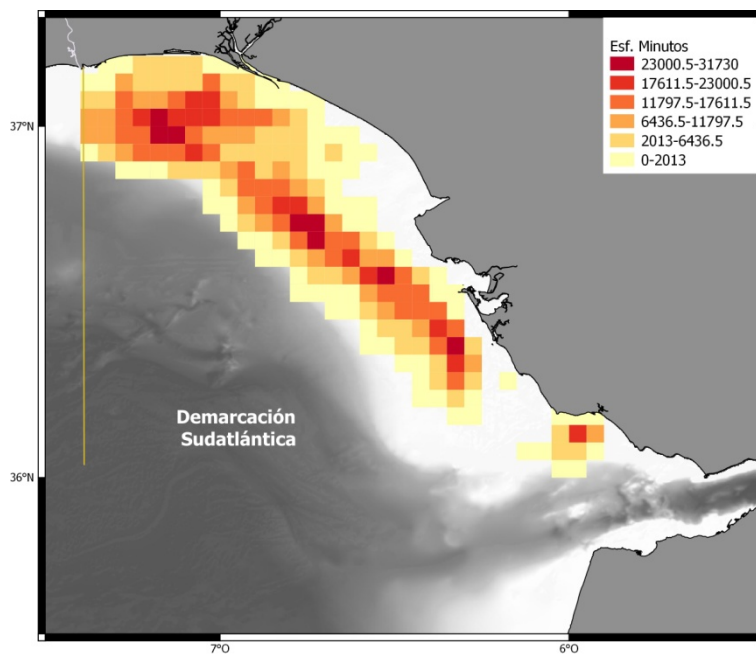 Esf. Minutos
23000.5-31730
17611.5-23000.5
11797.5-17611.5
6436.5-11797.5
2013-6436.5
0-2013
37°N
Demarcación
Sudatlántica
36°N
7°O
6°O